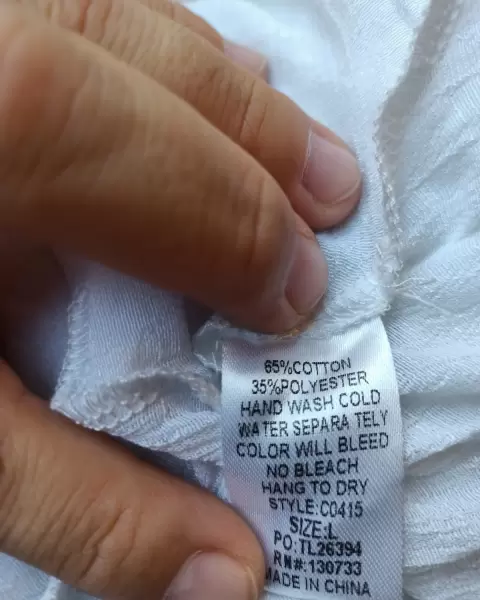 65%COTTON
35%POLYESTER
HAND WASH COLD
WATER SEPARA TELY
COLOR WILL BLEED
NO BLEACH
HANG TO DRY
STYLE:C0415
SIZE:L
PO:TL26394
RN#:130733
MADE IN CHINA